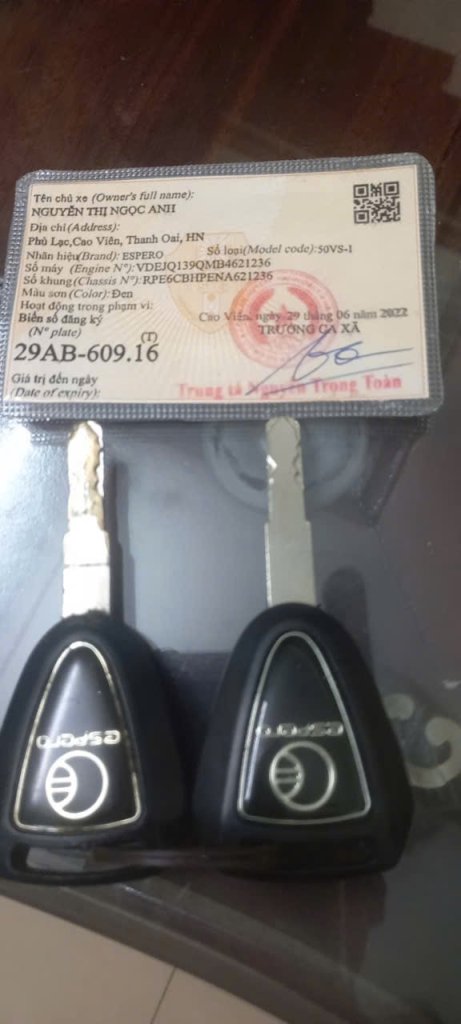 Tên chủ xe (Owner's full name):
NGUYỄN THỊ NGỌC ANH
Địa chỉ (Address):
Phù Lạc,Cao Viên, Thanh Oai, HN
Nhãn hiệu(Brand): ESPERO Số loại(Model code):50VS-1
Số máy (Engine N°):VDEJQ139QMB4621236
Số khung(Chassis N°):RPE6CBHPENA621236
Màu sơn (Color):Đen
Hoạt động trong phạm vi:
Biển số đăng ký Cao Viên, ngày 29 tháng 06 năm 2022
(N° plate) TRƯỞNG CA XÃ
(T)
29AB-609.16
Giá trị đến ngày Trung tá Nguyễn Trọng Toàn
(Date of expiry):
espero
espero